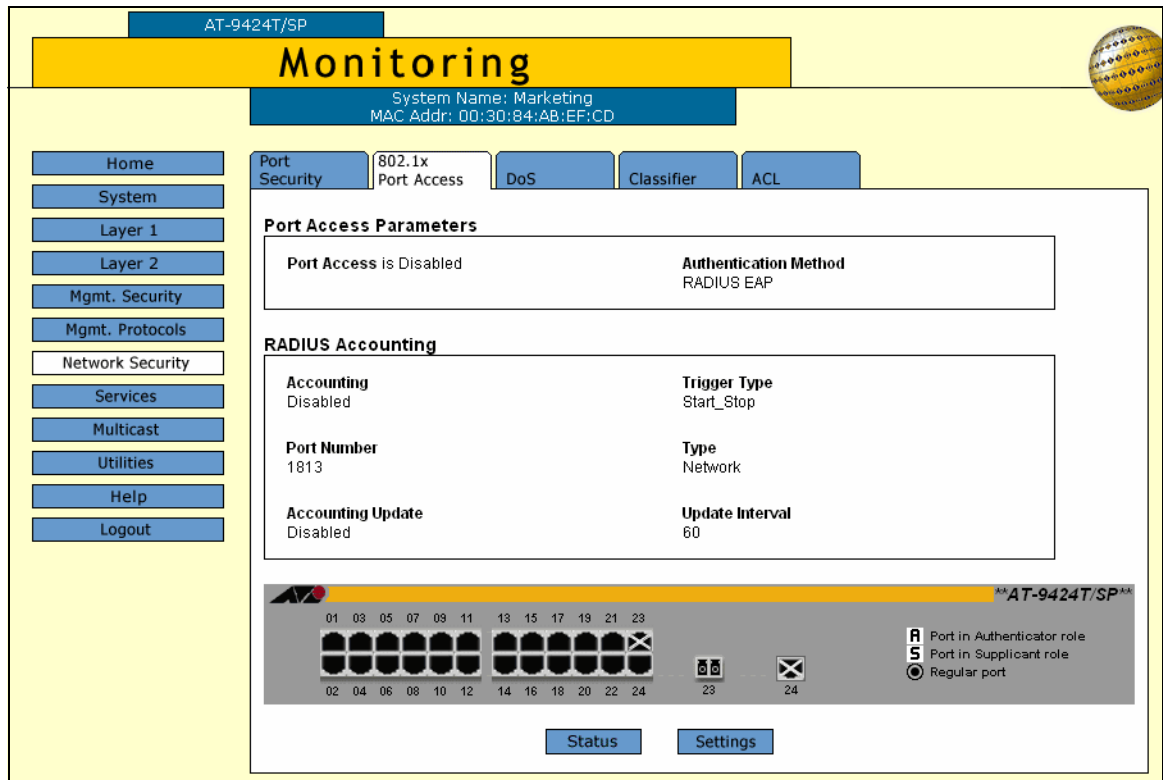 AT-9424T/SP
Monitoring
System Name: Marketing
MAC Addr: 00:30:84:AB:EF:CD
Home
System
Layer 1
Layer 2
Mgmt. Security
Mgmt. Protocols
Network Security
Services
Multicast
Utilities
Help
Logout
Port Security
802.1x Port Access
DoS
Classifier
ACL
Port Access Parameters
Port Access is Disabled
Authentication Method
RADIUS EAP
RADIUS Accounting
Accounting
Disabled
Trigger Type
Start_Stop
Port Number
1813
Type
Network
Accounting Update
Disabled
Update Interval
60
**AT-9424T/SP**
01 03 05 07 09 11 13 15 17 19 21 23
02 04 06 08 10 12 14 16 18 20 22 24 23 24
A Port in Authenticator role
S Port in Supplicant role
Regular port
Status
Settings